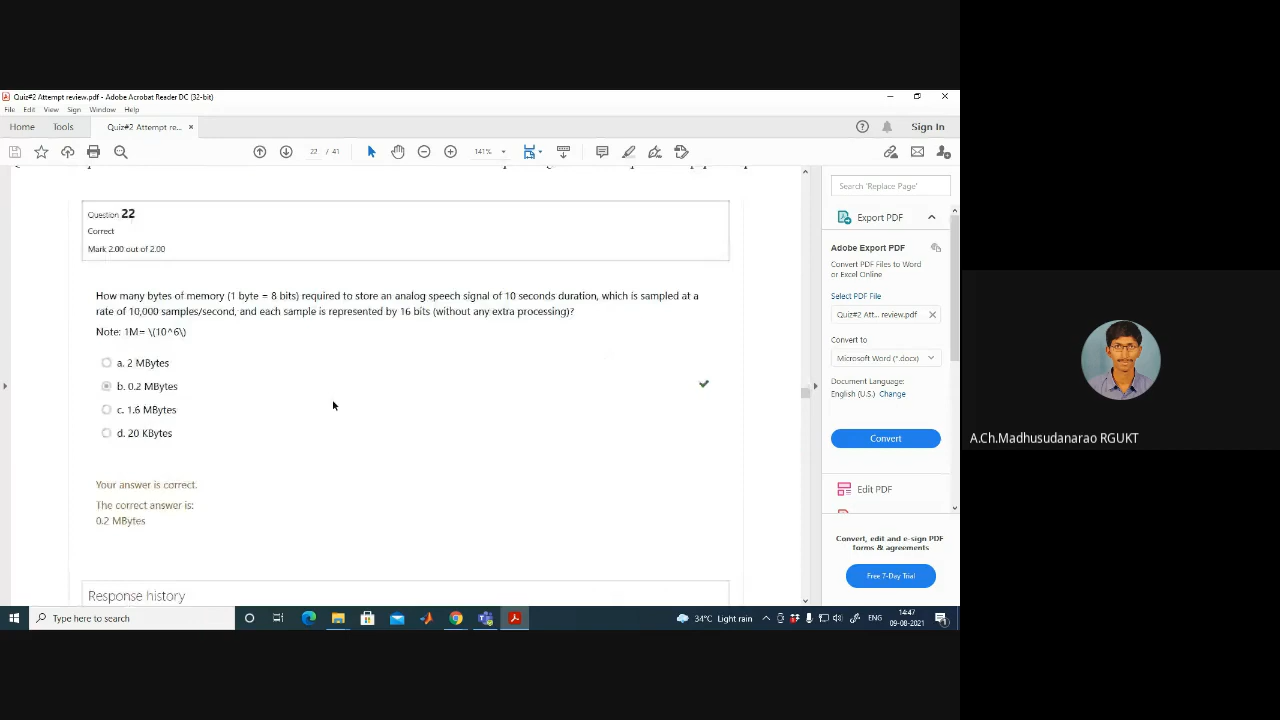 Quiz#2 Attempt review.pdf - Adobe Acrobat Reader DC (32-bit)
File Edit View Sign Window Help
Home Tools Quiz#2 Attempt re... × Sign In
22 / 41 141%
Search 'Replace Page'
Question 22
Correct
Mark 2.00 out of 2.00
How many bytes of memory (1 byte = 8 bits) required to store an analog speech signal of 10 seconds duration, which is sampled at a
rate of 10,000 samples/second, and each sample is represented by 16 bits (without any extra processing)?
Note: 1M= \(10^6\)
a. 2 MBytes
b. 0.2 MBytes
c. 1.6 MBytes
d. 20 KBytes
Your answer is correct.
The correct answer is:
0.2 MBytes
Response history
Export PDF
Adobe Export PDF
Convert PDF Files to Word
or Excel Online
Select PDF File
Quiz#2 Att... review.pdf
Convert to
Microsoft Word (*.docx)
Document Language:
English (U.S.) Change
Convert
Edit PDF
Convert, edit and e-sign PDF
forms & agreements
Free 7-Day Trial
A.Ch.Madhusudanarao RGUKT
Type here to search
34°C Light rain
ENG
14:47
09-08-2021